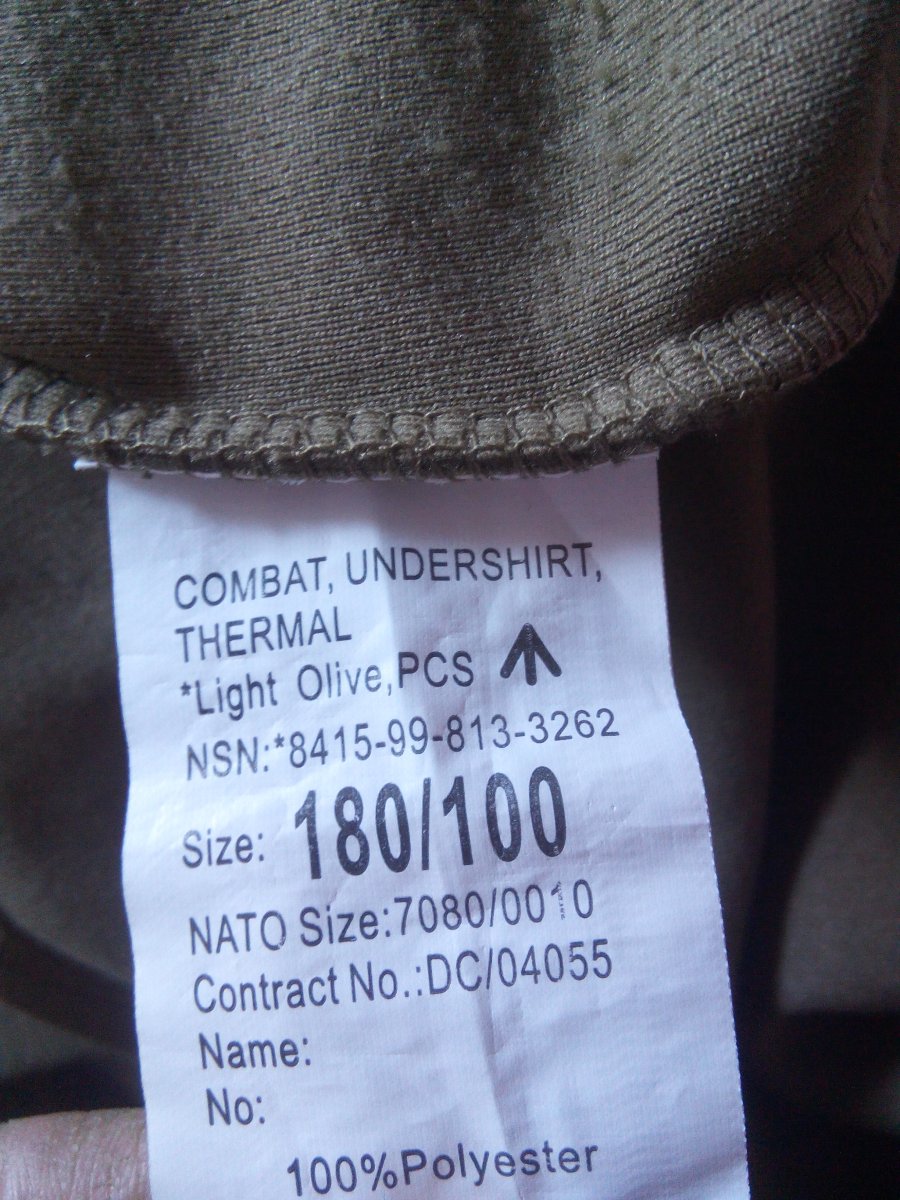 COMBAT, UNDERSHIRT,
THERMAL
*Light Olive,PCS
NSN:*8415-99-813-3262
Size: 180/100
NATO Size:7080/0010
Contract No.:DC/04055
Name:
No:
100%Polyester